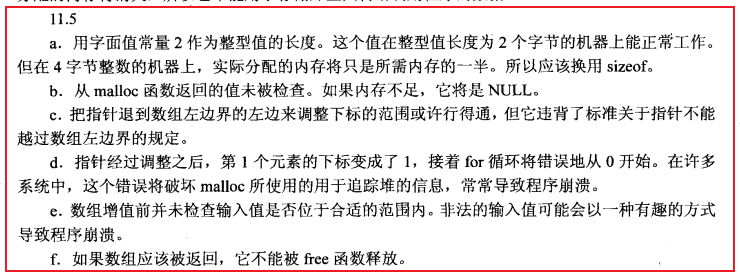 11.5
a．用字面值常量 2 作为整型值的长度。这个值在整型值长度为 2 个字节的机器上能正常工作。
但在 4 字节整数的机器上，实际分配的内存将只是所需内存的一半。所以应该换用 sizeof。
b．从 malloc 函数返回的值未被检查。如果内存不足，它将是 NULL。
c．把指针退到数组左边界的左边来调整下标的范围或许行得通，但它违背了标准关于指针不能
越过数组左边界的规定。
d．指针经过调整之后，第 1 个元素的下标变成了 1，接着 for 循环将错误地从 0 开始。在许多
系统中，这个错误将破坏 malloc 所使用的用于追踪堆的信息，常常导致程序崩溃。
e．数组增值前并未检查输入值是否位于合适的范围内。非法的输入值可能会以一种有趣的方式
导致程序崩溃。
f．如果数组应该被返回，它不能被 free 函数释放。